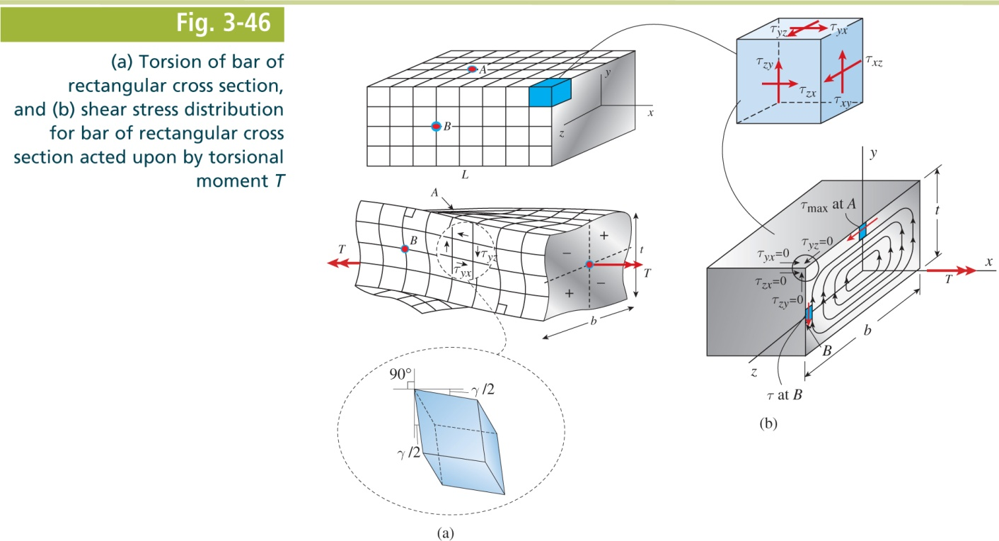 Fig. 3-46
(a) Torsion of bar of
rectangular cross section,
and (b) shear stress distribution
for bar of rectangular cross
section acted upon by torsional
moment T
A
B
L
y
x
z
τyz
τyx
τzy
τzx
τxz
τxy
A
B
T
τyz
τyx
+
−
+
−
t
T
b
90°
γ/2
γ/2
(a)
y
τmax at A
t
τyz=0
τyx=0
τzx=0
τzy=0
x
T
b
B
z
τ at B
(b)